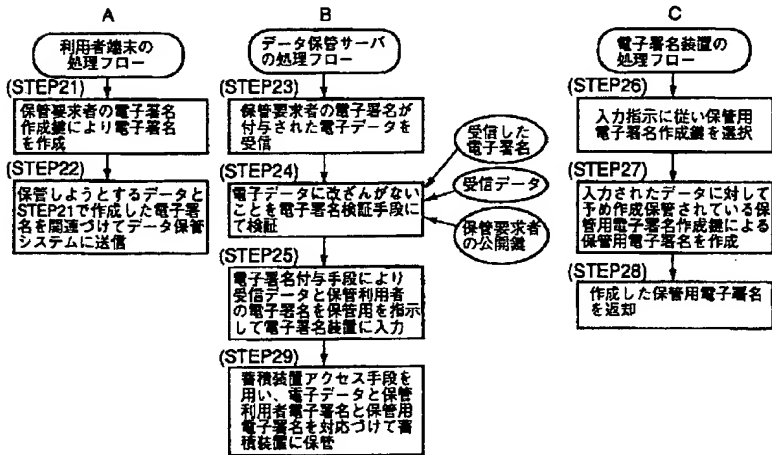 A
利用者端末の
処理フロー
(STEP21)
保管要求者の電子署名
作成鍵により電子署名
を作成
(STEP22)
保管しようとするデータと
STEP21で作成した電子署
名を関連づけてデータ保管
システムに送信
B
データ保管サーバ
の処理フロー
(STEP23)
保管要求者の電子署名が
付与された電子データを
受信
(STEP24)
電子データに改ざんがない
ことを電子署名検証手段に
て検証
受信した
電子署名
受信データ
保管要求者
の公開鍵
(STEP25)
電子署名付与手段により
受信データと保管利用者
の電子署名を保管用を指示
して電子署名装置に入力
(STEP29)
蓄積装置アクセス手段を
用い、電子データと保管
利用者電子署名と保管用
電子署名を対応づけて蓄
積装置に保管
C
電子署名装置の
処理フロー
(STEP26)
入力指示に従い保管用
電子署名作成鍵を選択
(STEP27)
入力されたデータに対して
予め作成保管されている保
管用電子署名作成鍵による
保管用電子署名を作成
(STEP28)
作成した保管用電子署名
を返却